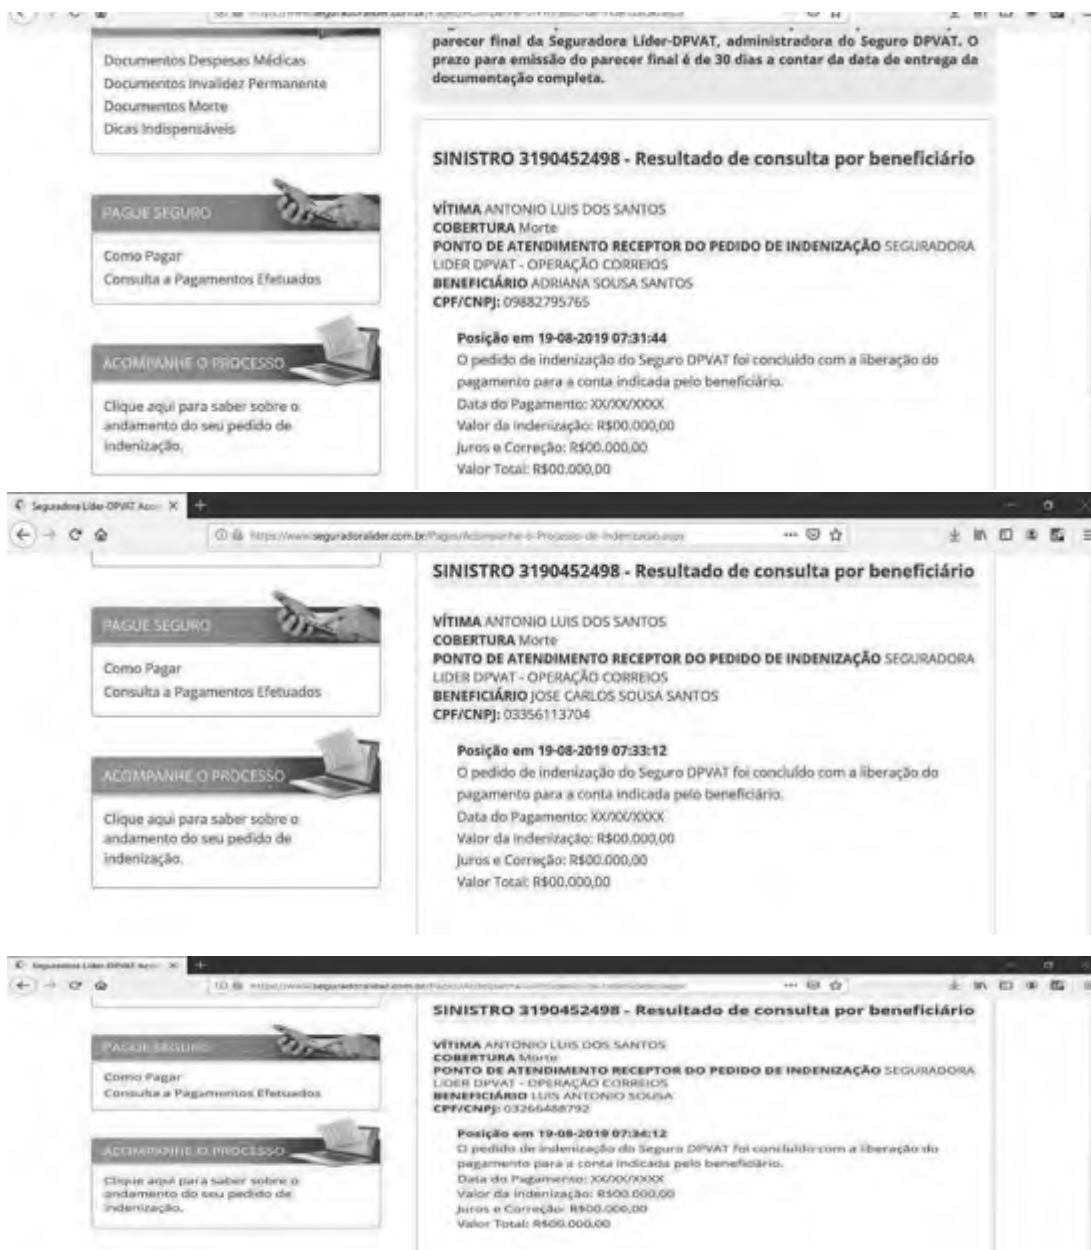 parecer final da Seguradora Líder-DPVAT, administradora do Seguro DPVAT. O
prazo para emissão do parecer final é de 30 dias a contar da data de entrega da
documentação completa.
Documentos Despesas Médicas
Documentos Invalidez Permanente
Documentos Morte
Dicas Indispensáveis
PAGUE SEGURO
Como Pagar
Consulta a Pagamentos Efetuados
ACOMPANHE O PROCESSO
Clique aqui para saber sobre o
andamento do seu pedido de
indenização.
SINISTRO 3190452498 - Resultado de consulta por beneficiário
VÍTIMA ANTONIO LUIS DOS SANTOS
COBERTURA Morte
PONTO DE ATENDIMENTO RECEPTOR DO PEDIDO DE INDENIZAÇÃO SEGURADORA
LIDER DPVAT - OPERAÇÃO CORREIOS
BENEFICIÁRIO ADRIANA SOUSA SANTOS
CPF/CNPJ: 09882795765
Posição em 19-08-2019 07:31:44
O pedido de indenização do Seguro DPVAT foi concluído com a liberação do
pagamento para a conta indicada pelo beneficiário.
Data do Pagamento: XX/XX/XXXX
Valor da Indenização: R$00.000,00
Juros e Correção: R$00.000,00
Valor Total: R$00.000,00
Seguradora Líder-DPVAT
https://www.seguradoralider.com.br/Pages/Acompanhe-o-Processo-de-Indenizacao.aspx
PAGUE SEGURO
Como Pagar
Consulta a Pagamentos Efetuados
ACOMPANHE O PROCESSO
Clique aqui para saber sobre o
andamento do seu pedido de
indenização.
SINISTRO 3190452498 - Resultado de consulta por beneficiário
VÍTIMA ANTONIO LUIS DOS SANTOS
COBERTURA Morte
PONTO DE ATENDIMENTO RECEPTOR DO PEDIDO DE INDENIZAÇÃO SEGURADORA
LIDER DPVAT - OPERAÇÃO CORREIOS
BENEFICIÁRIO JOSE CARLOS SOUSA SANTOS
CPF/CNPJ: 03356113704
Posição em 19-08-2019 07:33:12
O pedido de indenização do Seguro DPVAT foi concluído com a liberação do
pagamento para a conta indicada pelo beneficiário.
Data do Pagamento: XX/XX/XXXX
Valor da Indenização: R$00.000,00
Juros e Correção: R$00.000,00
Valor Total: R$00.000,00
Seguradora Líder-DPVAT
PAGUE SEGURO
Como Pagar
Consulta a Pagamentos Efetuados
ACOMPANHE O PROCESSO
Clique aqui para saber sobre o
andamento do seu pedido de
indenização.
SINISTRO 3190452498 - Resultado de consulta por beneficiário
VÍTIMA ANTONIO LUIS DOS SANTOS
COBERTURA Morte
PONTO DE ATENDIMENTO RECEPTOR DO PEDIDO DE INDENIZAÇÃO SEGURADORA
LIDER DPVAT - OPERAÇÃO CORREIOS
BENEFICIÁRIO LUIS ANTONIO SOUSA
CPF/CNPJ: 03266488792
Posição em 19-08-2019 07:34:12
O pedido de indenização do Seguro DPVAT foi concluído com a liberação do
pagamento para a conta indicada pelo beneficiário.
Data do Pagamento: XX/XX/XXXX
Valor da Indenização: R$00.000,00
Juros e Correção: R$00.000,00
Valor Total: R$00.000,00